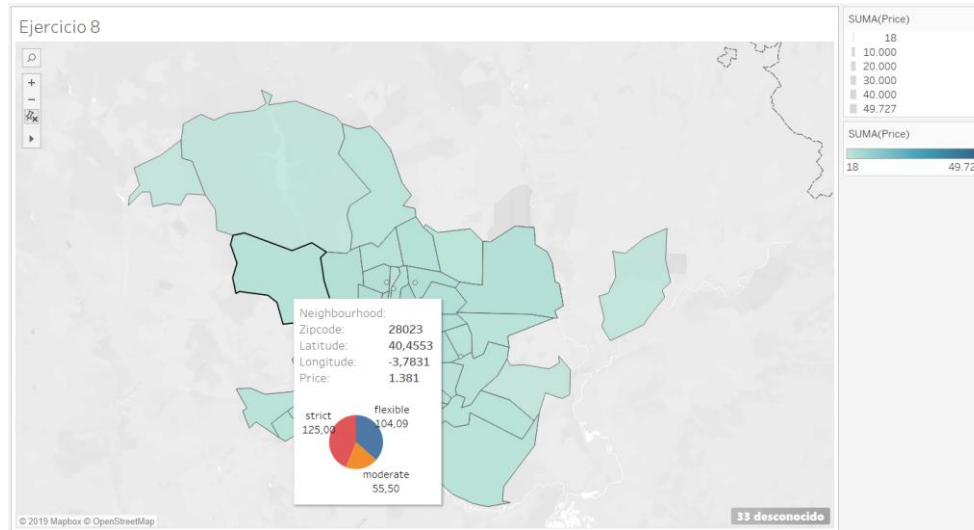 Ejercicio 8
SUMA(Price)
18
10.000
20.000
30.000
40.000
49.727
SUMA(Price)
18 49.72
Neighbourhood:
Zipcode: 28023
Latitude: 40,4553
Longitude: -3,7831
Price: 1.381
strict
125,00
flexible
104,09
moderate
55,50
© 2019 Mapbox © OpenStreetMap
33 desconocido